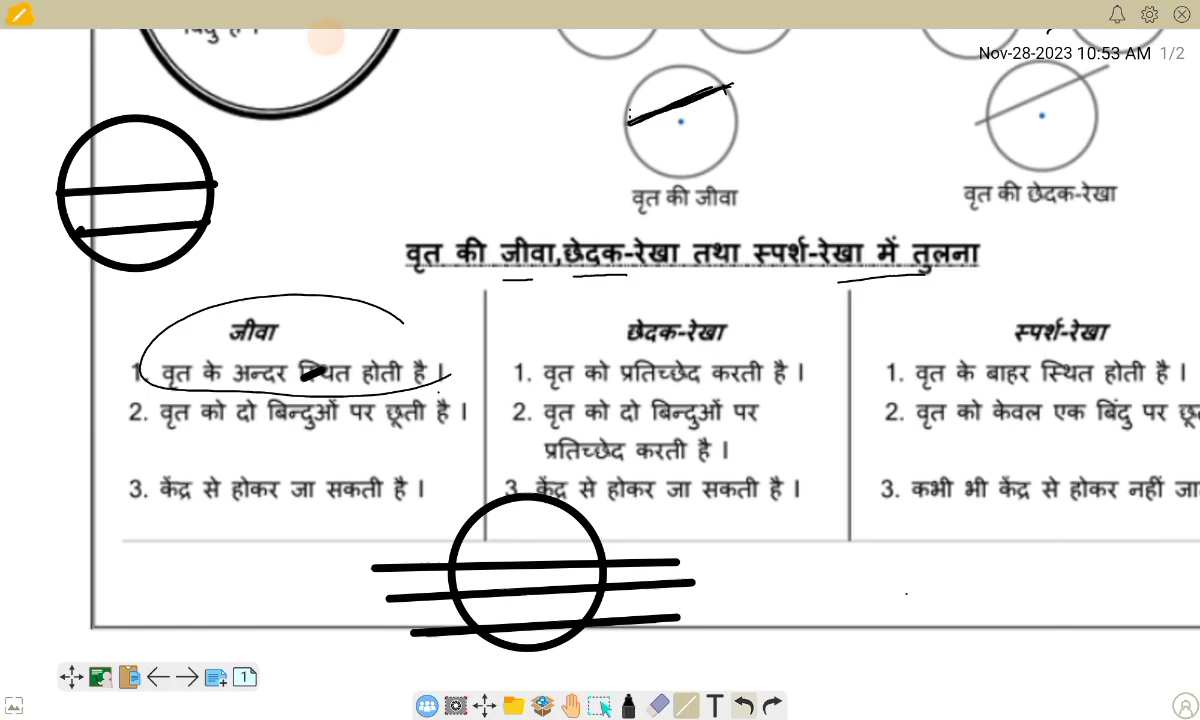 Nov-28-2023 10:53 AM 1/2
वृत की जीवा
वृत की छेदक-रेखा
वृत की जीवा,छेदक-रेखा तथा स्पर्श-रेखा में तुलना
जीवा
1. वृत के अन्दर स्थित होती है ।
2. वृत को दो बिन्दुओं पर छूती है ।
3. केंद्र से होकर जा सकती है ।
छेदक-रेखा
1. वृत को प्रतिच्छेद करती है ।
2. वृत को दो बिन्दुओं पर
प्रतिच्छेद करती है ।
3. केंद्र से होकर जा सकती है ।
स्पर्श-रेखा
1. वृत के बाहर स्थित होती है ।
2. वृत को केवल एक बिंदु पर
3. कभी भी केंद्र से होकर नहीं
1
T